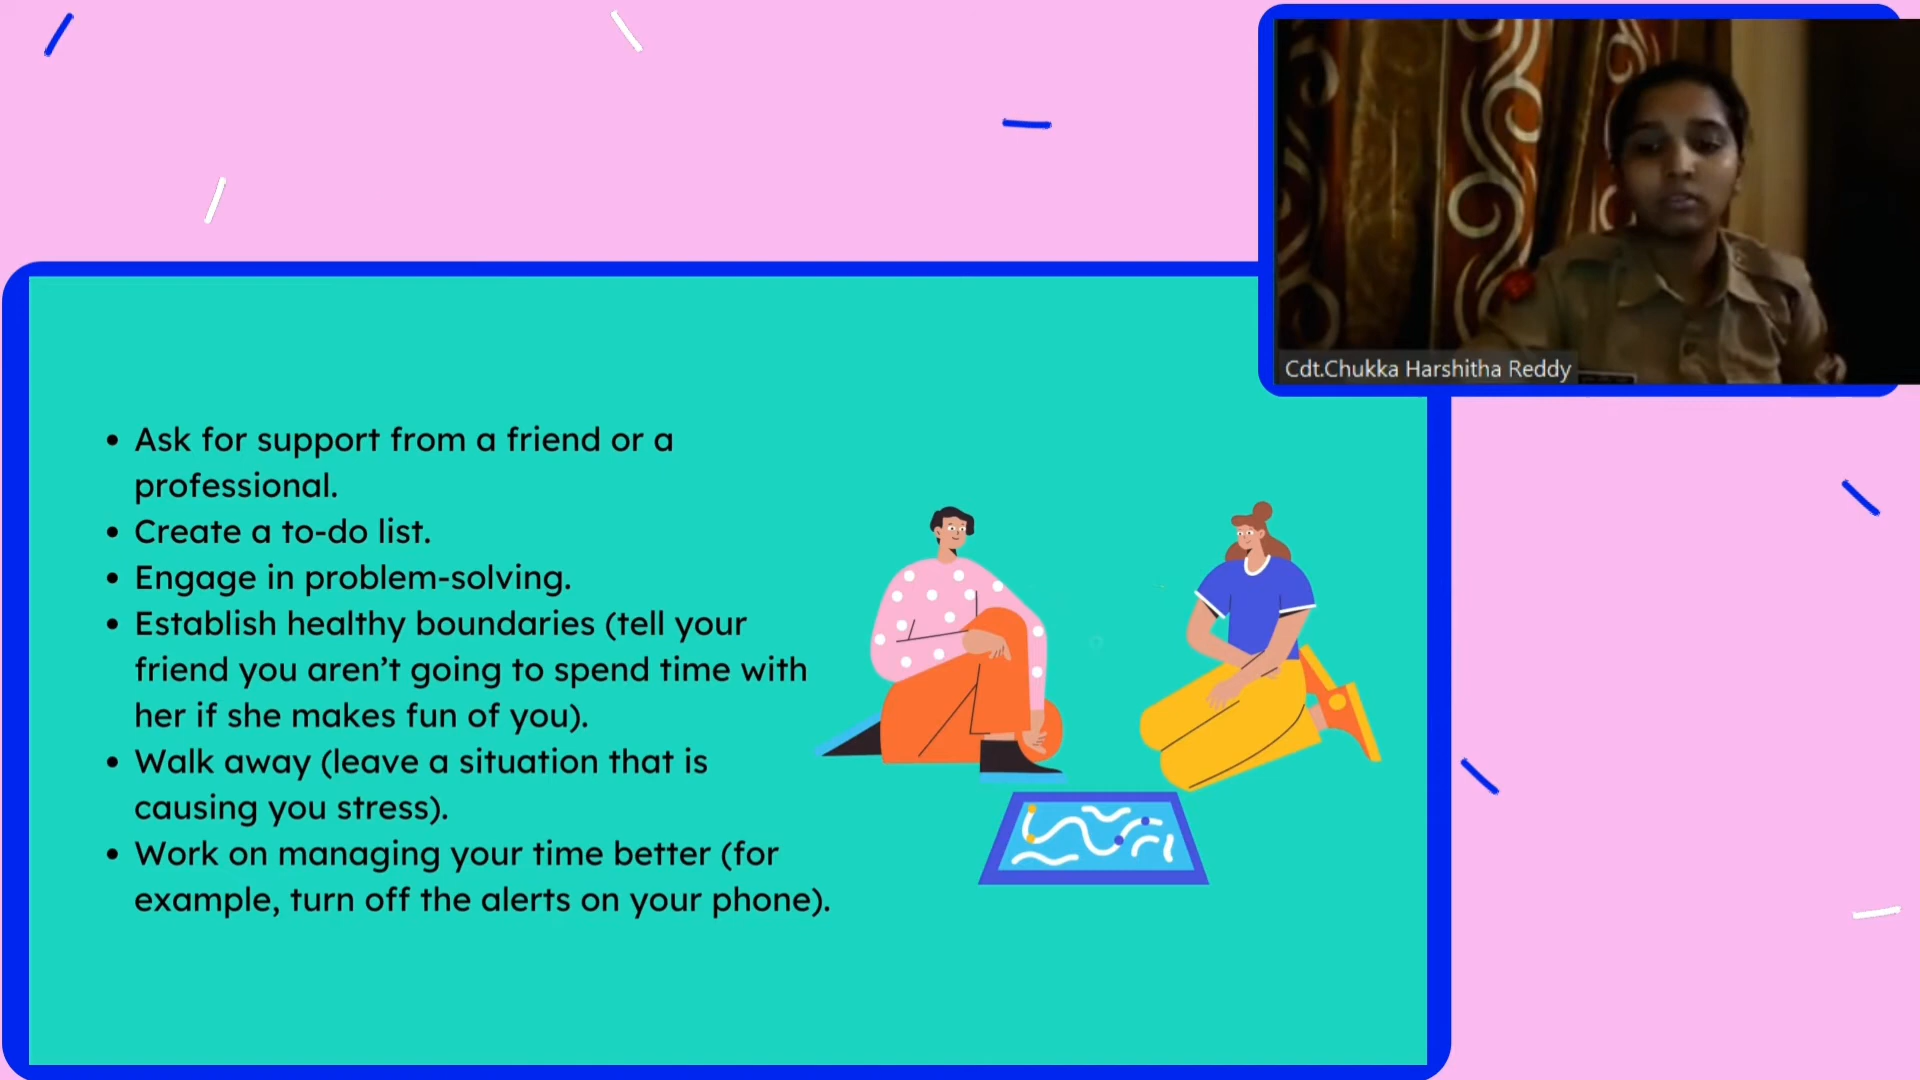 Cdt.Chukka Harshitha Reddy
• Ask for support from a friend or a
professional.
• Create a to-do list.
• Engage in problem-solving.
• Establish healthy boundaries (tell your
friend you aren’t going to spend time with
her if she makes fun of you).
• Walk away (leave a situation that is
causing you stress).
• Work on managing your time better (for
example, turn off the alerts on your phone).